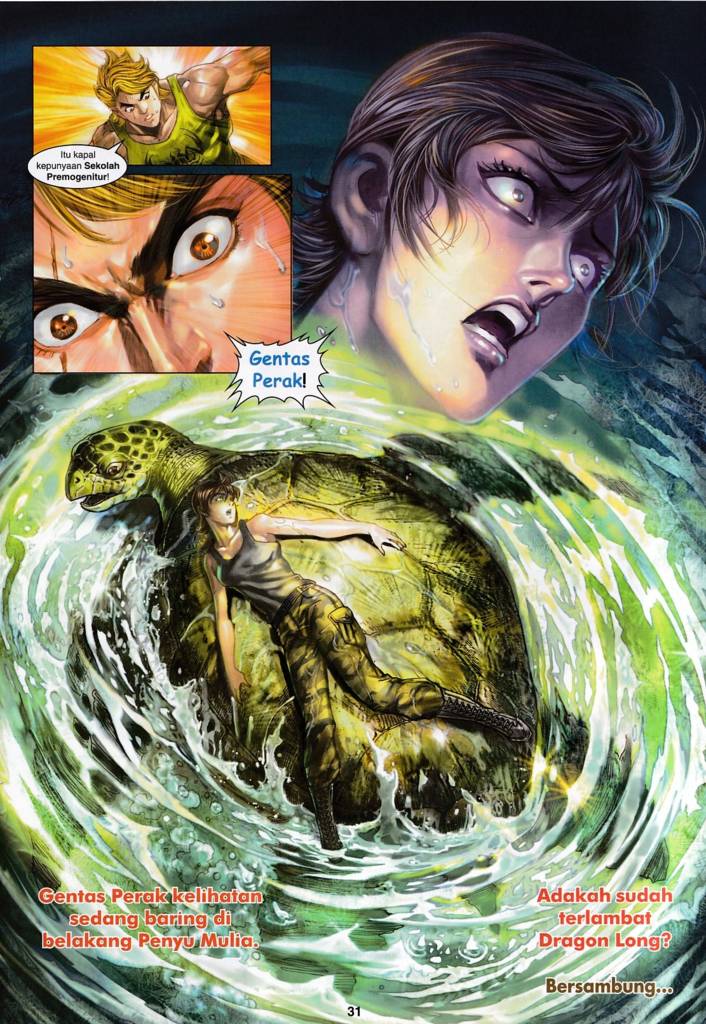 Itu kapal
kepunyaan Sekolah
Premogenitur!
Gentas
Perak!
Gentas Perak kelihatan
sedang baring di
belakang Penyu Mulia.
Adakah sudah
terlambat
Dragon Long?
Bersambung...
31